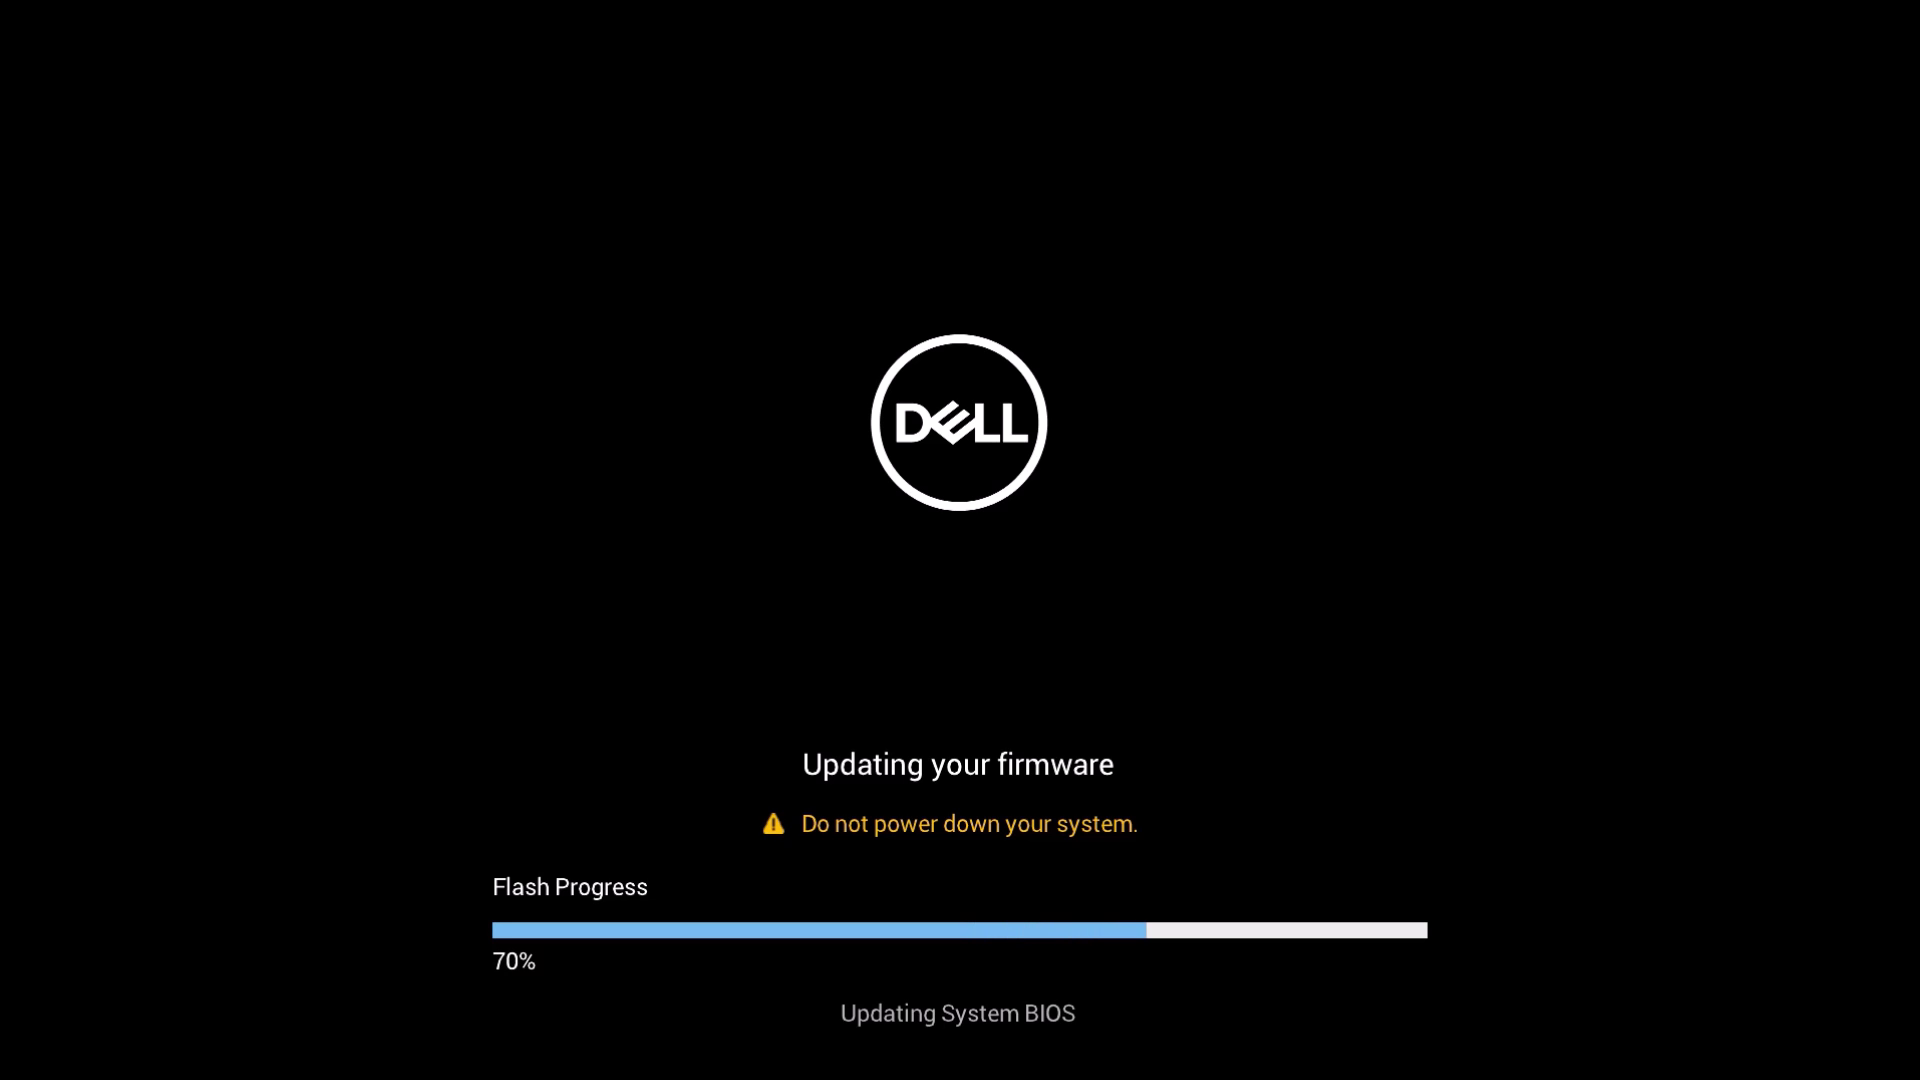 DELL
Updating your firmware
Do not power down your system.
Flash Progress
70%
Updating System BIOS